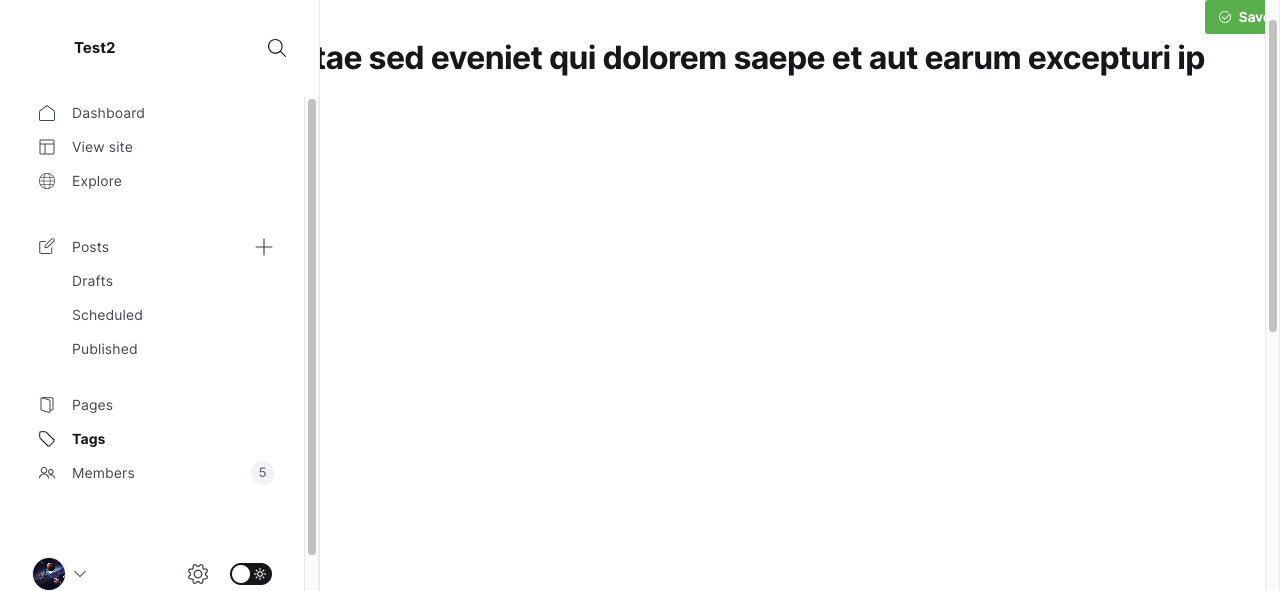 Test2
Save
tae sed eveniet qui dolorem saepe et aut earum excepturi ip
Dashboard
View site
Explore
Posts
Drafts
Scheduled
Published
Pages
Tags
Members
5